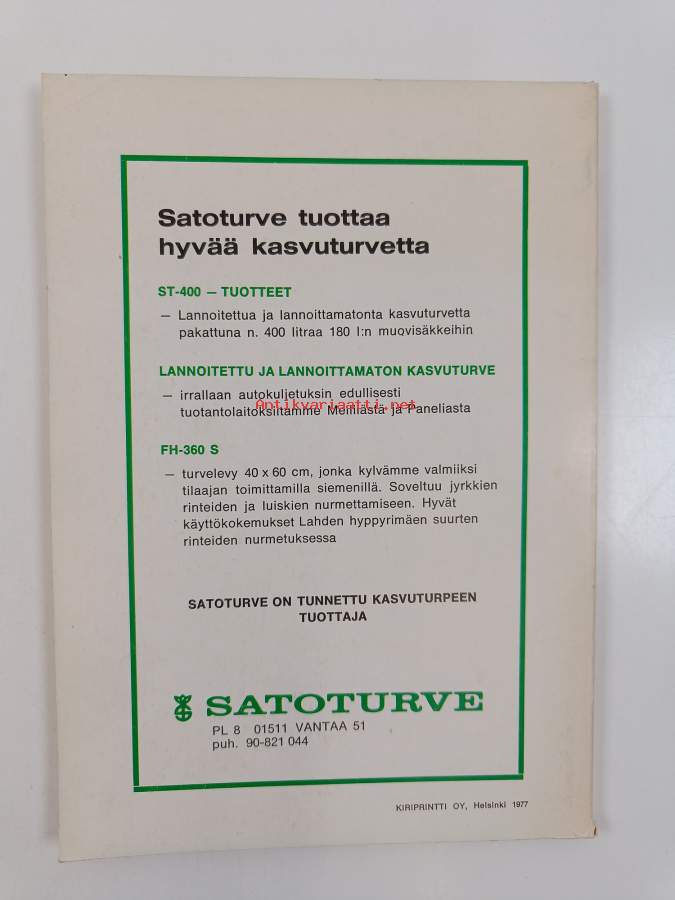 Satoturve tuottaa
hyvää kasvuturvetta
ST-400 — TUOTTEET
— Lannoitettua ja lannoittamatonta kasvuturvetta
pakattuna n. 400 litraa 180 l:n muovisäkkeihin
LANNOITETTU JA LANNOITTAMATON KASVUTURVE
— irrallaan autokuljetuksin edullisesti
Antikvariaatti.net
tuotantolaitoksiltamme Mellilästä ja Paneliasta
FH-360 S
— turvelevy 40 x 60 cm, jonka kylvämme valmiiksi
tilaajan toimittamilla siemenillä. Soveltuu jyrkkien
rinteiden ja luiskien nurmettamiseen. Hyvät
käyttökokemukset Lahden hyppyrimäen suurten
rinteiden nurmetuksessa
SATOTURVE ON TUNNETTU KASVUTURPEEN
TUOTTAJA
SATOTURVE
PL 8 01511 VANTAA 51
puh. 90-821 044
KIRIPRINTTI OY, Helsinki 1977